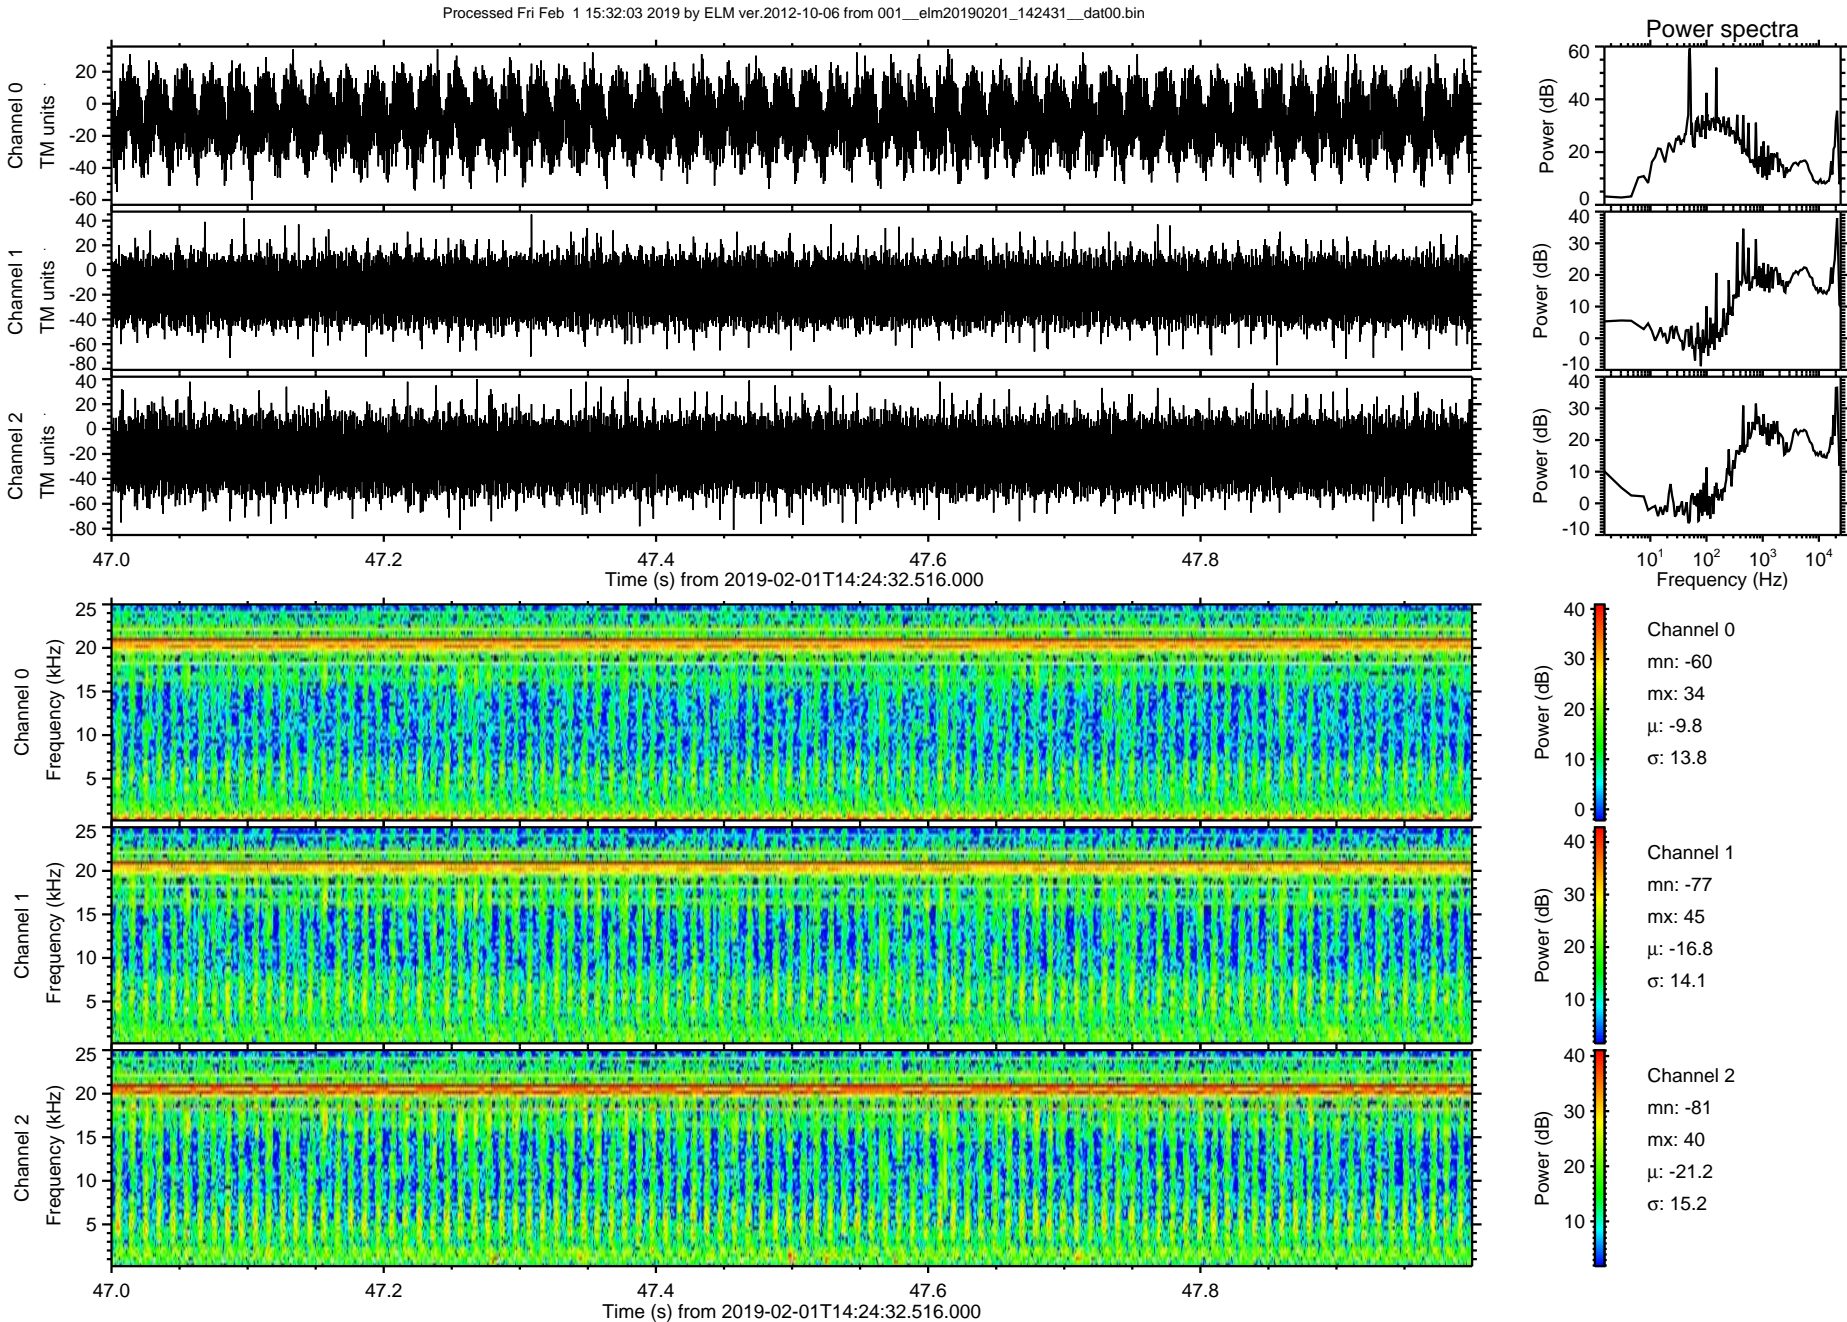 Processed Fri Feb 1 15:32:03 2019 by ELM ver.2012-10-06 from 001__elm20190201_142431__dat00.bin
Power spectra
Channel 0
TM units
20
0
-20
-40
-60
Power (dB)
60
40
20
0
Channel 1
TM units
40
20
0
-20
-40
-60
-80
Power (dB)
40
30
20
10
0
-10
Channel 2
TM units
40
20
0
-20
-40
-60
-80
Power (dB)
40
30
20
10
0
-10
47.0 47.2 47.4 47.6 47.8
Time (s) from 2019-02-01T14:24:32.516.000
10¹ 10² 10³ 10⁴
Frequency (Hz)
Channel 0
Frequency (kHz)
25
20
15
10
5
Power (dB)
40
30
20
10
0
Channel 0
mn: -60
mx: 34
μ: -9.8
σ: 13.8
Channel 1
Frequency (kHz)
25
20
15
10
5
Power (dB)
40
30
20
10
Channel 1
mn: -77
mx: 45
μ: -16.8
σ: 14.1
Channel 2
Frequency (kHz)
25
20
15
10
5
Power (dB)
40
30
20
10
Channel 2
mn: -81
mx: 40
μ: -21.2
σ: 15.2
47.0 47.2 47.4 47.6 47.8
Time (s) from 2019-02-01T14:24:32.516.000